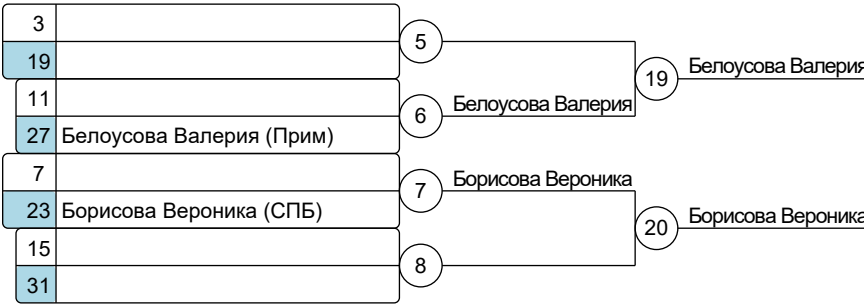 3
5
19
19 Белоусова Валерия
11
6 Белоусова Валерия
27 Белоусова Валерия (Прим)
7
7 Борисова Вероника
23 Борисова Вероника (СПБ)
20 Борисова Вероника
15
8
31